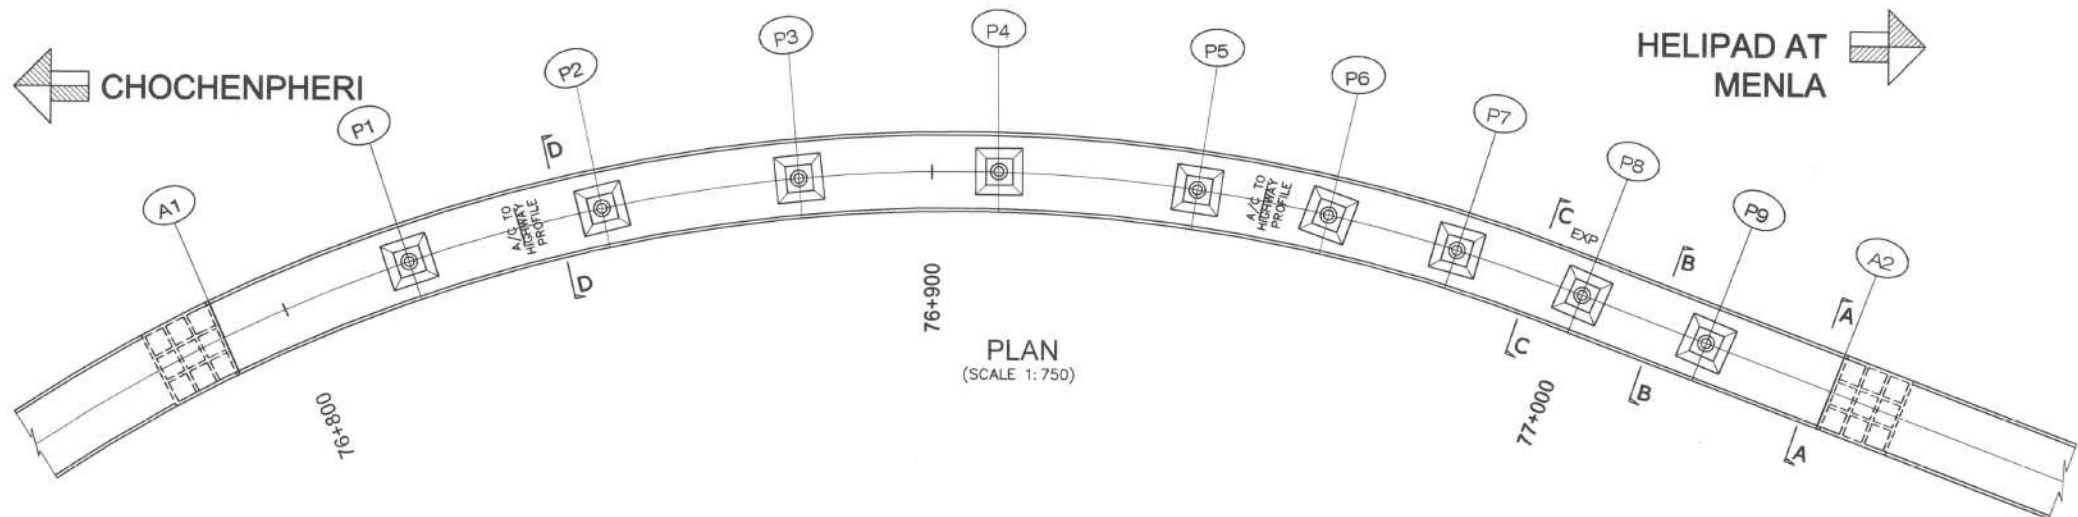 CHOCHENPHERI
HELIPAD AT
MENLA
A1
P1
P2
P3
P4
P5
P6
P7
P8
P9
A2
D
D
A/C TO
HIGHWAY
PROFILE
A/C TO
HIGHWAY
PROFILE
C
EXP
C
B
B
A
A
76+800
76+900
77+000
PLAN
(SCALE 1:750)